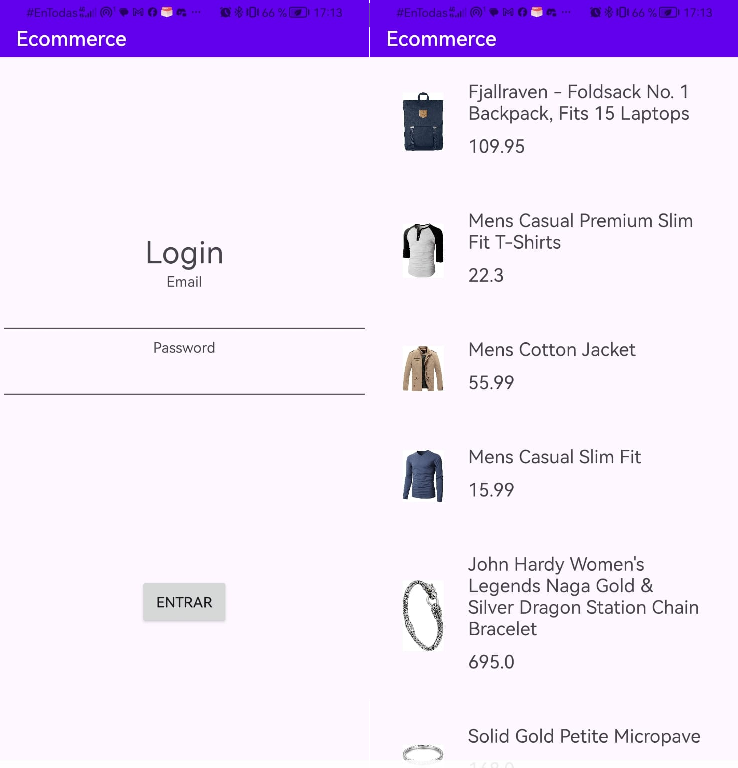 #EnTodas 66 % 17:13
Ecommerce
Login
Email
Password
ENTRAR
#EnTodas 66 % 17:13
Ecommerce
Fjallraven - Foldsack No. 1
Backpack, Fits 15 Laptops
109.95
Mens Casual Premium Slim
Fit T-Shirts
22.3
Mens Cotton Jacket
55.99
Mens Casual Slim Fit
15.99
John Hardy Women's
Legends Naga Gold &
Silver Dragon Station Chain
Bracelet
695.0
Solid Gold Petite Micropave